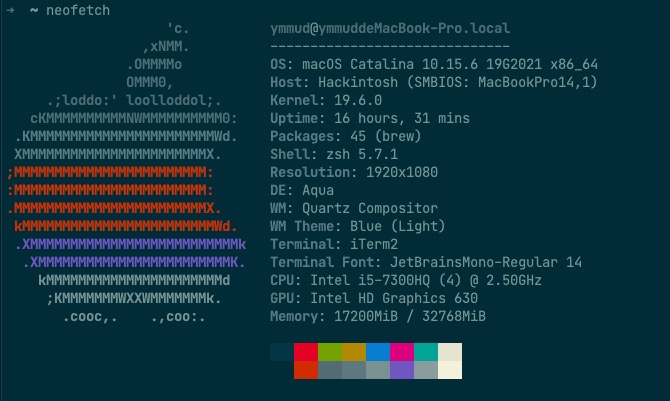 ➜  ~ neofetch
                    'c.          ymmud@ymmuddeMacBook-Pro.local
                 ,xNMM.          ------------------------------
               .OMMMMo           OS: macOS Catalina 10.15.6 19G2021 x86_64
               OMMM0,            Host: Hackintosh (SMBIOS: MacBookPro14,1)
     .;loddo:' loolloddol;.      Kernel: 19.6.0
   cKMMMMMMMMMMNWMMMMMMMMMM0:    Uptime: 16 hours, 31 mins
 .KMMMMMMMMMMMMMMMMMMMMMMMWd.    Packages: 45 (brew)
 XMMMMMMMMMMMMMMMMMMMMMMMX.      Shell: zsh 5.7.1
;MMMMMMMMMMMMMMMMMMMMMMMM:       Resolution: 1920x1080
:MMMMMMMMMMMMMMMMMMMMMMMM:       DE: Aqua
.MMMMMMMMMMMMMMMMMMMMMMMMX.      WM: Quartz Compositor
 kMMMMMMMMMMMMMMMMMMMMMMMMWd.    WM Theme: Blue (Light)
 .XMMMMMMMMMMMMMMMMMMMMMMMMMMk   Terminal: iTerm2
  .XMMMMMMMMMMMMMMMMMMMMMMMMK.   Terminal Font: JetBrainsMono-Regular 14
    kMMMMMMMMMMMMMMMMMMMMMMd     CPU: Intel i5-7300HQ (4) @ 2.50GHz
     ;KMMMMMMMWXXWMMMMMMMk.      GPU: Intel HD Graphics 630
       .cooc,.    .,coo:.        Memory: 17200MiB / 32768MiB